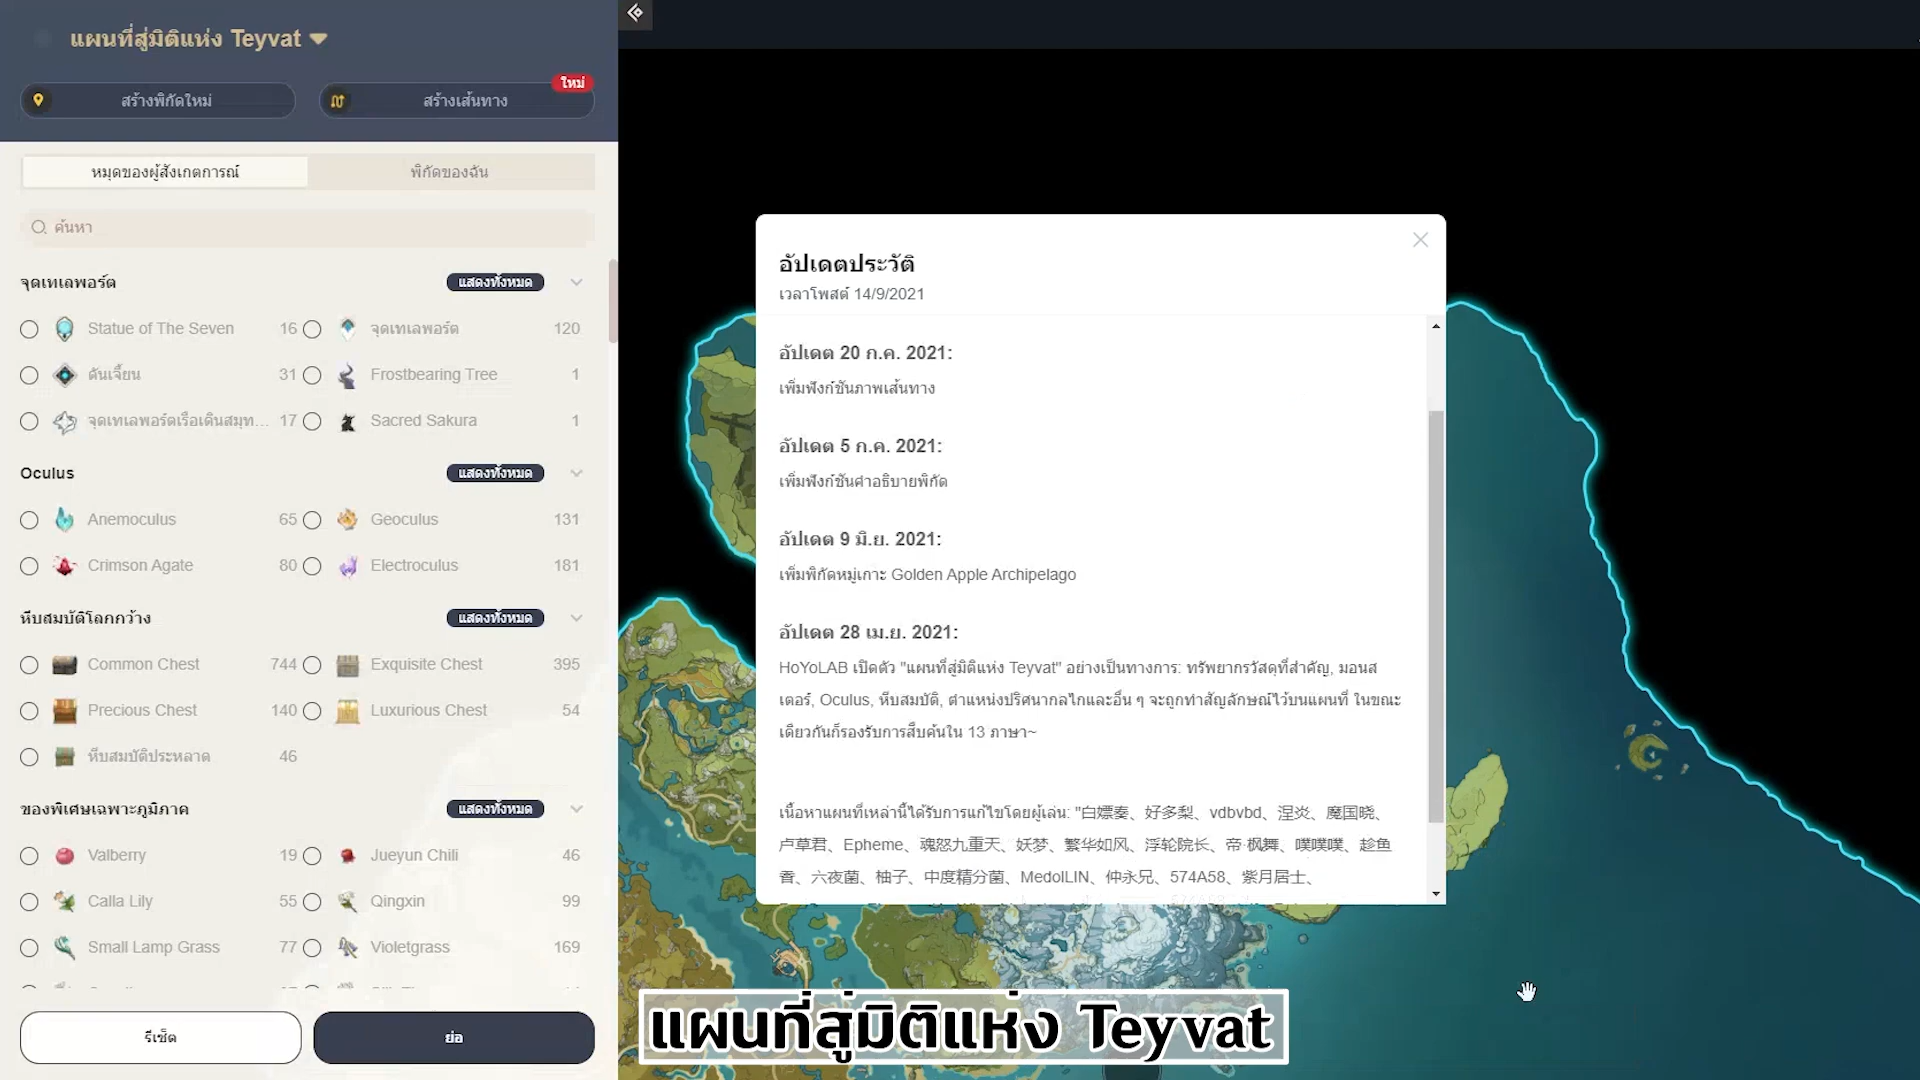 แผนที่สู่มิติแห่ง Teyvat
สร้างพิกัดใหม่
สร้างเส้นทาง
ใหม่
หมุดของผู้สังเกตการณ์
พิกัดของฉัน
ค้นหา
จุดเทเลพอร์ต
แสดงทั้งหมด
Statue of The Seven 16
จุดเทเลพอร์ต 120
ดันเจี้ยน 31
Frostbearing Tree 1
จุดเทเลพอร์ตเรือเดินสมุท... 17
Sacred Sakura 1
Oculus
แสดงทั้งหมด
Anemoculus 65
Geoculus 131
Crimson Agate 80
Electroculus 181
หีบสมบัติโลกกว้าง
แสดงทั้งหมด
Common Chest 744
Exquisite Chest 395
Precious Chest 140
Luxurious Chest 54
หีบสมบัติประหลาด 46
ของพิเศษเฉพาะภูมิภาค
แสดงทั้งหมด
Valberry 19
Jueyun Chili 46
Calla Lily 55
Qingxin 99
Small Lamp Grass 77
Violetgrass 169
รีเซ็ต
ย่อ
อัปเดตประวัติ
เวลาโพสต์ 14/9/2021
อัปเดต 20 ก.ค. 2021:
เพิ่มฟังก์ชันภาพเส้นทาง
อัปเดต 5 ก.ค. 2021:
เพิ่มฟังก์ชันคำอธิบายพิกัด
อัปเดต 9 มิ.ย. 2021:
เพิ่มพิกัดหมู่เกาะ Golden Apple Archipelago
อัปเดต 28 เม.ย. 2021:
HoYoLAB เปิดตัว "แผนที่สู่มิติแห่ง Teyvat" อย่างเป็นทางการ: ทรัพยากรวัสดุที่สำคัญ, มอนส
เตอร์, Oculus, หีบสมบัติ, ตำแหน่งปริศนากลไกและอื่น ๆ จะถูกทำสัญลักษณ์ไว้บนแผนที่ ในขณะ
เดียวกันก็รองรับการสืบค้นใน 13 ภาษา~
เนื้อหาแผนที่เหล่านี้ได้รับการแก้ไขโดยผู้เล่น: "白嫖秦、好多梨、vdbvbd、涅炎、魔国晓、
卢草君、Epheme、魂怒九重天、妖梦、繁华如风、浮轮院长、帝·枫舞、噗噗噗、趁鱼
香、六夜菌、柚子、中度精分菌、MedolLIN、仲永兄、574A58、紫月居士、
แผนที่สู่มิติแห่ง Teyvat